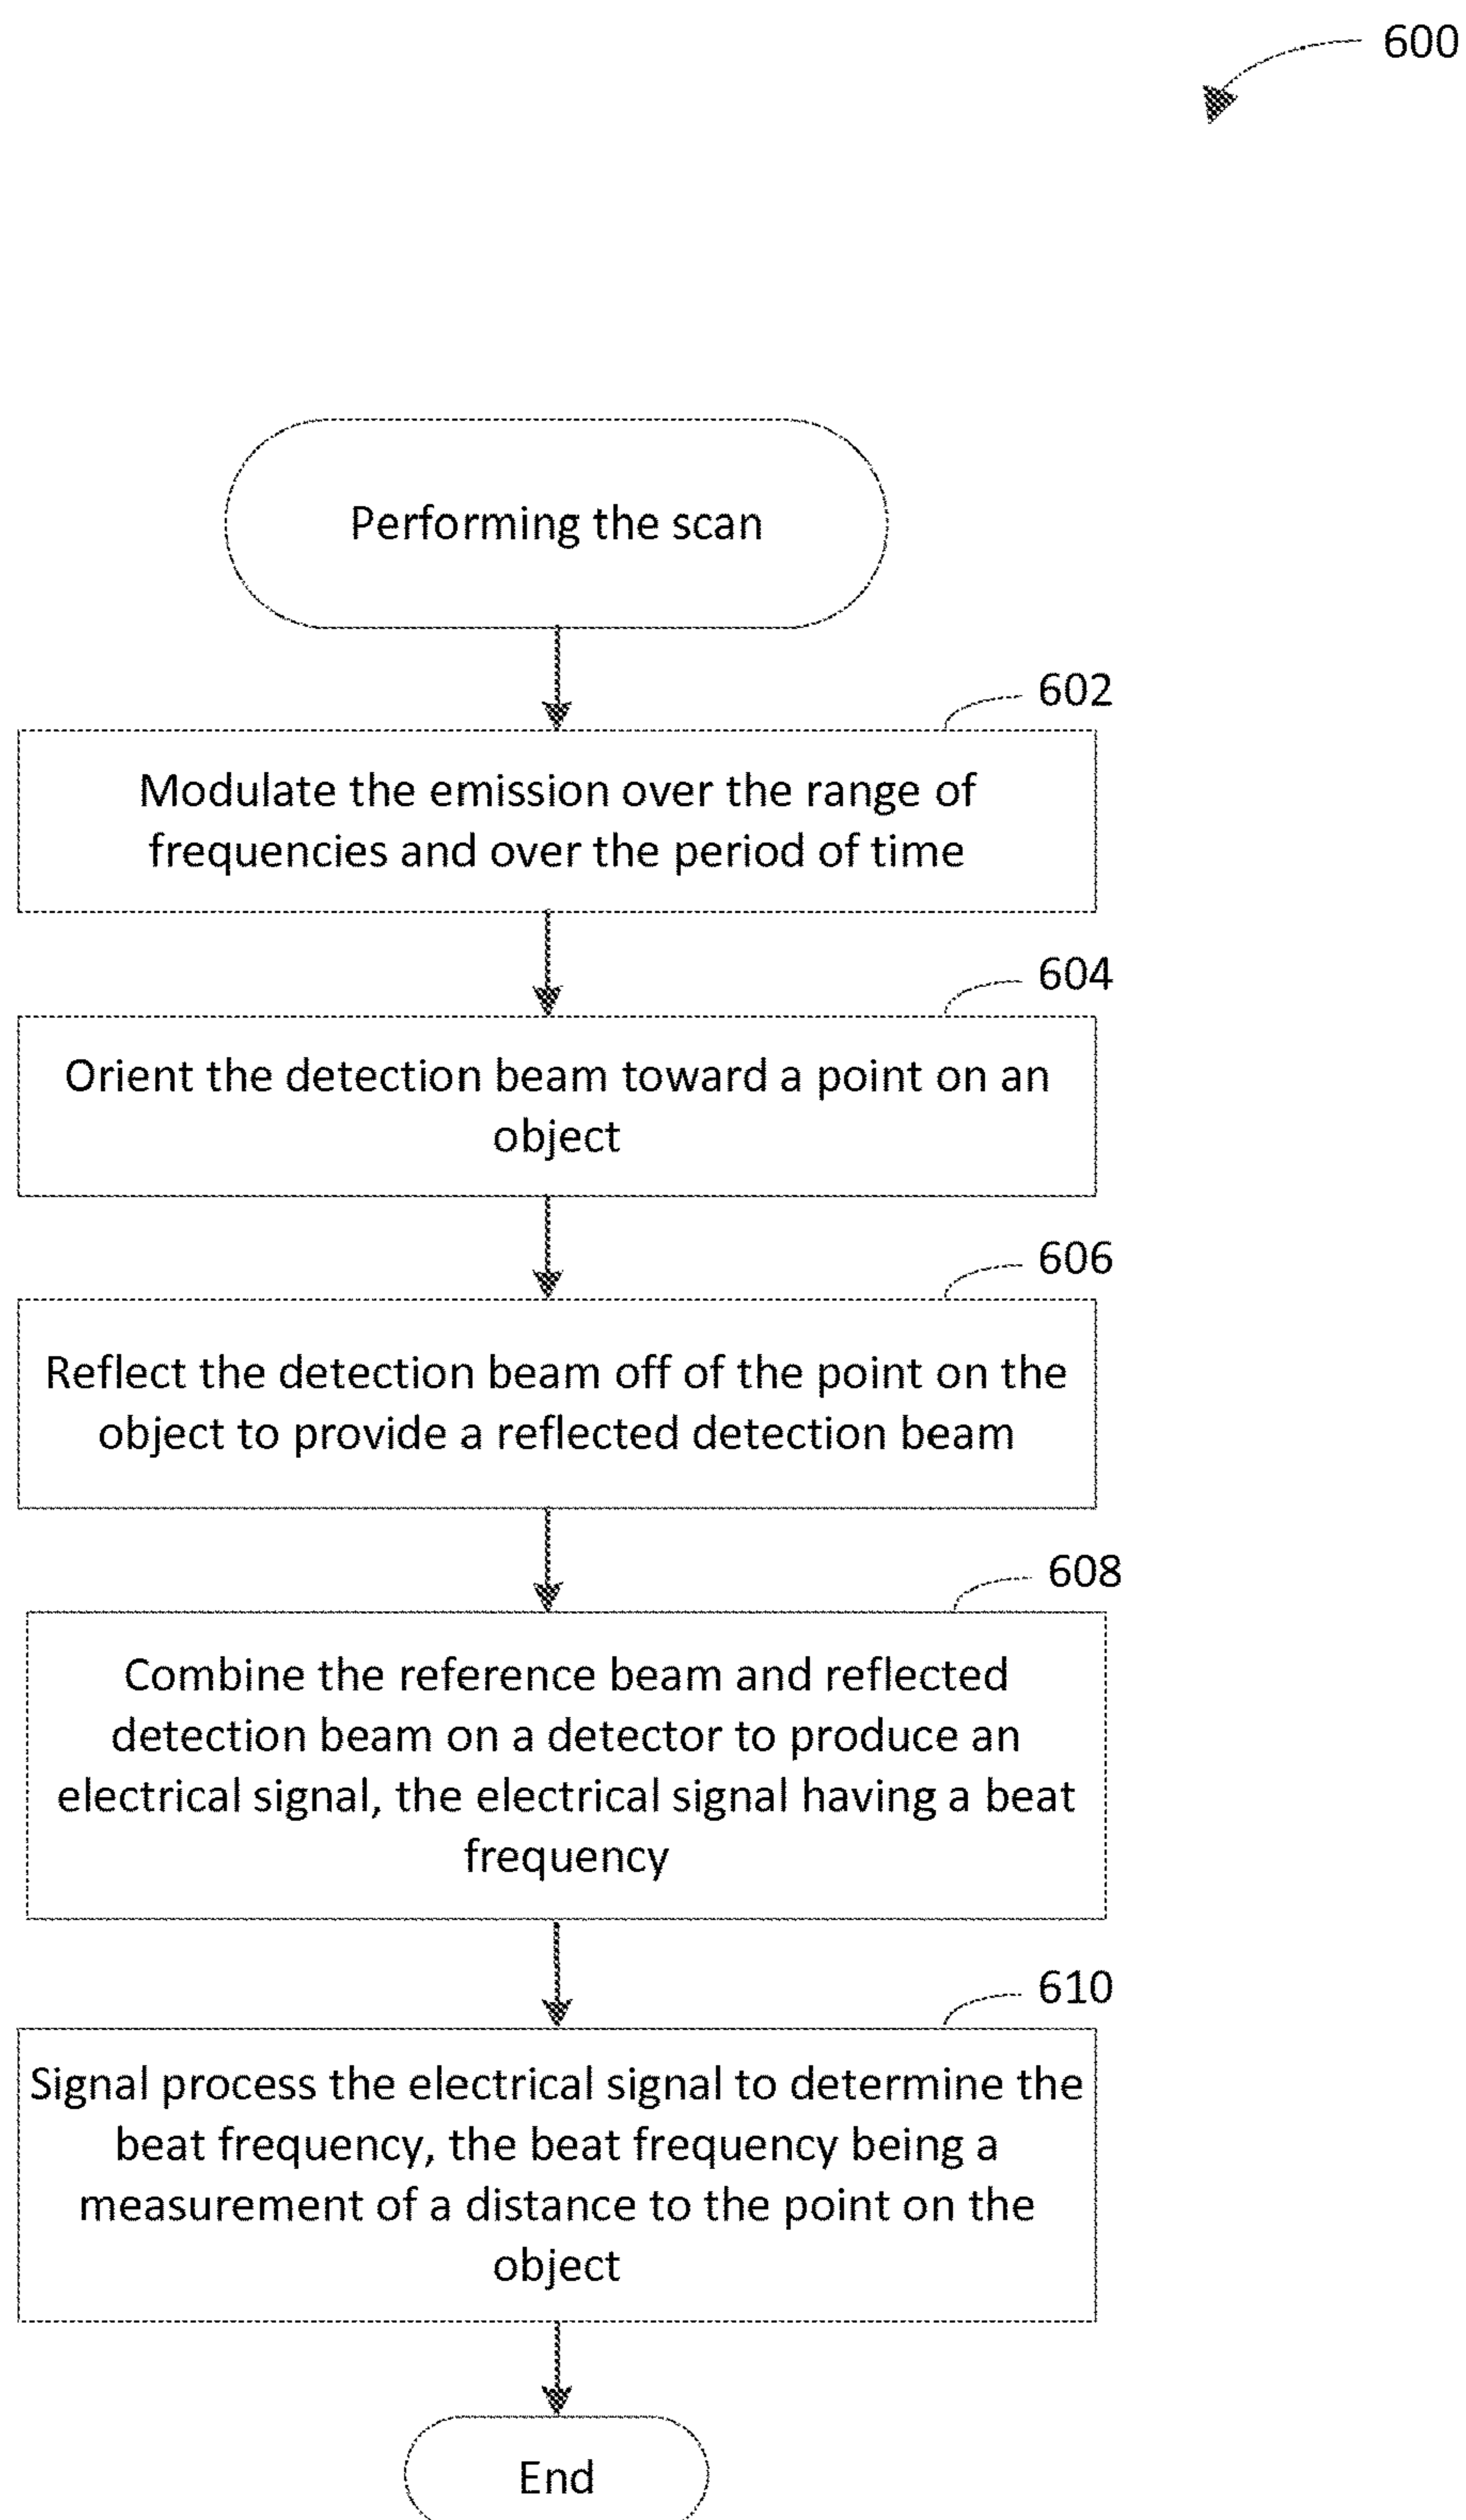 600
Performing the scan
602
Modulate the emission over the range of
frequencies and over the period of time
604
Orient the detection beam toward a point on an
object
606
Reflect the detection beam off of the point on the
object to provide a reflected detection beam
608
Combine the reference beam and reflected
detection beam on a detector to produce an
electrical signal, the electrical signal having a beat
frequency
610
Signal process the electrical signal to determine the
beat frequency, the beat frequency being a
measurement of a distance to the point on the
object
End